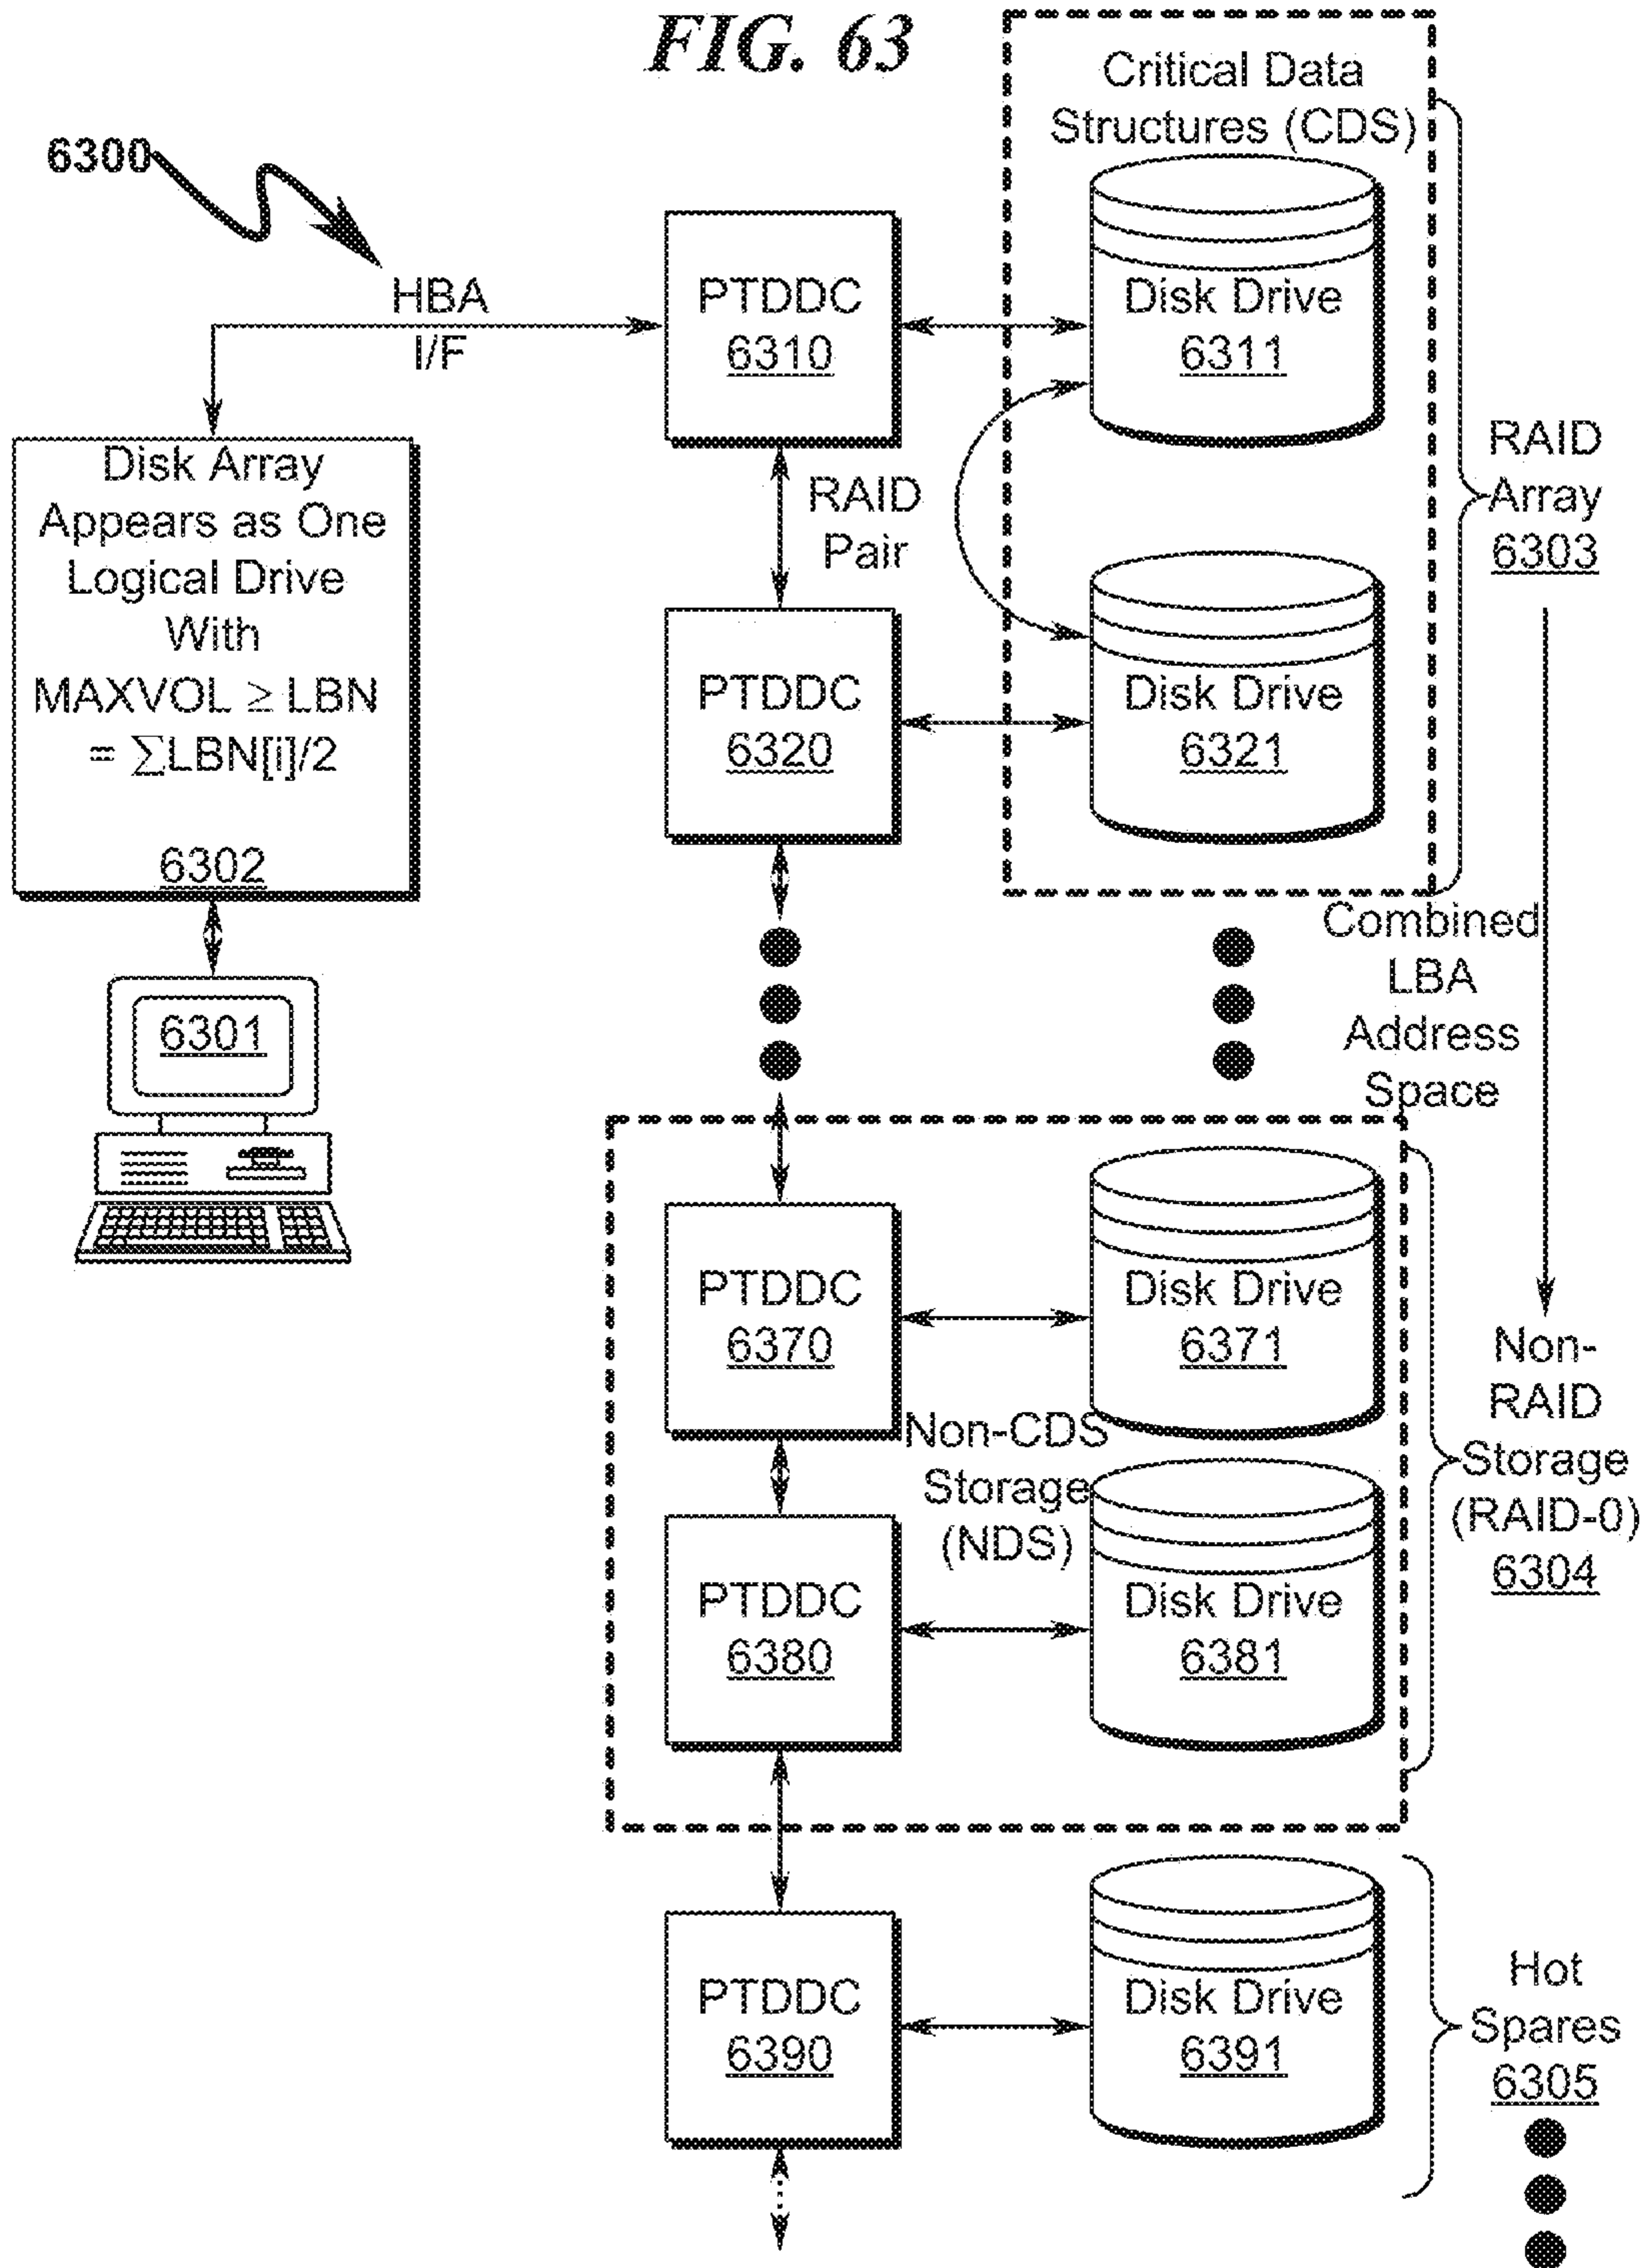 FIG. 63
6300
HBA
I/F
Disk Array
Appears as One
Logical Drive
With
MAXVOL ≥ LBN
= ∑LBN[i]/2
6302
6301
PTDDC
6310
RAID
Pair
PTDDC
6320
Critical Data
Structures (CDS)
Disk Drive
6311
Disk Drive
6321
RAID
Array
6303
Combined
LBA
Address
Space
PTDDC
6370
Disk Drive
6371
Non-CDS
Storage
(NDS)
PTDDC
6380
Disk Drive
6381
Non-
RAID
Storage
(RAID-0)
6304
PTDDC
6390
Disk Drive
6391
Hot
Spares
6305